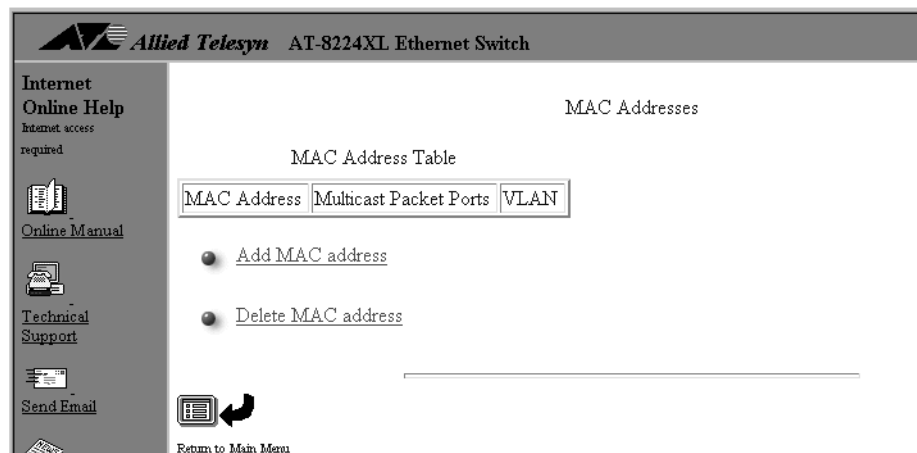 Allied Telesyn AT-8224XL Ethernet Switch
Internet
Online Help
Internet access
required
Online Manual
Technical
Support
Send Email
MAC Addresses
MAC Address Table
MAC Address Multicast Packet Ports VLAN
Add MAC address
Delete MAC address
Return to Main Menu